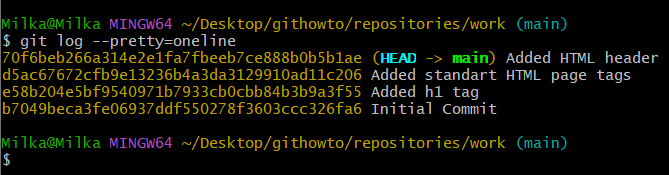 Milka@Milka MINGW64 ~/Desktop/githowto/repositories/work (main)
$ git log --pretty=oneline
70f6beb266a314e2e1fa7fbeeb7ce888b0b5b1ae (HEAD -> main) Added HTML header
d5ac67672cfb9e13236b4a3da3129910ad11c206 Added standart HTML page tags
e58b204e5bf9540971b7933cb0cbb84b3b9a3f55 Added h1 tag
b7049beca3fe06937ddf550278f3603ccc326fa6 Initial Commit
Milka@Milka MINGW64 ~/Desktop/githowto/repositories/work (main)
$